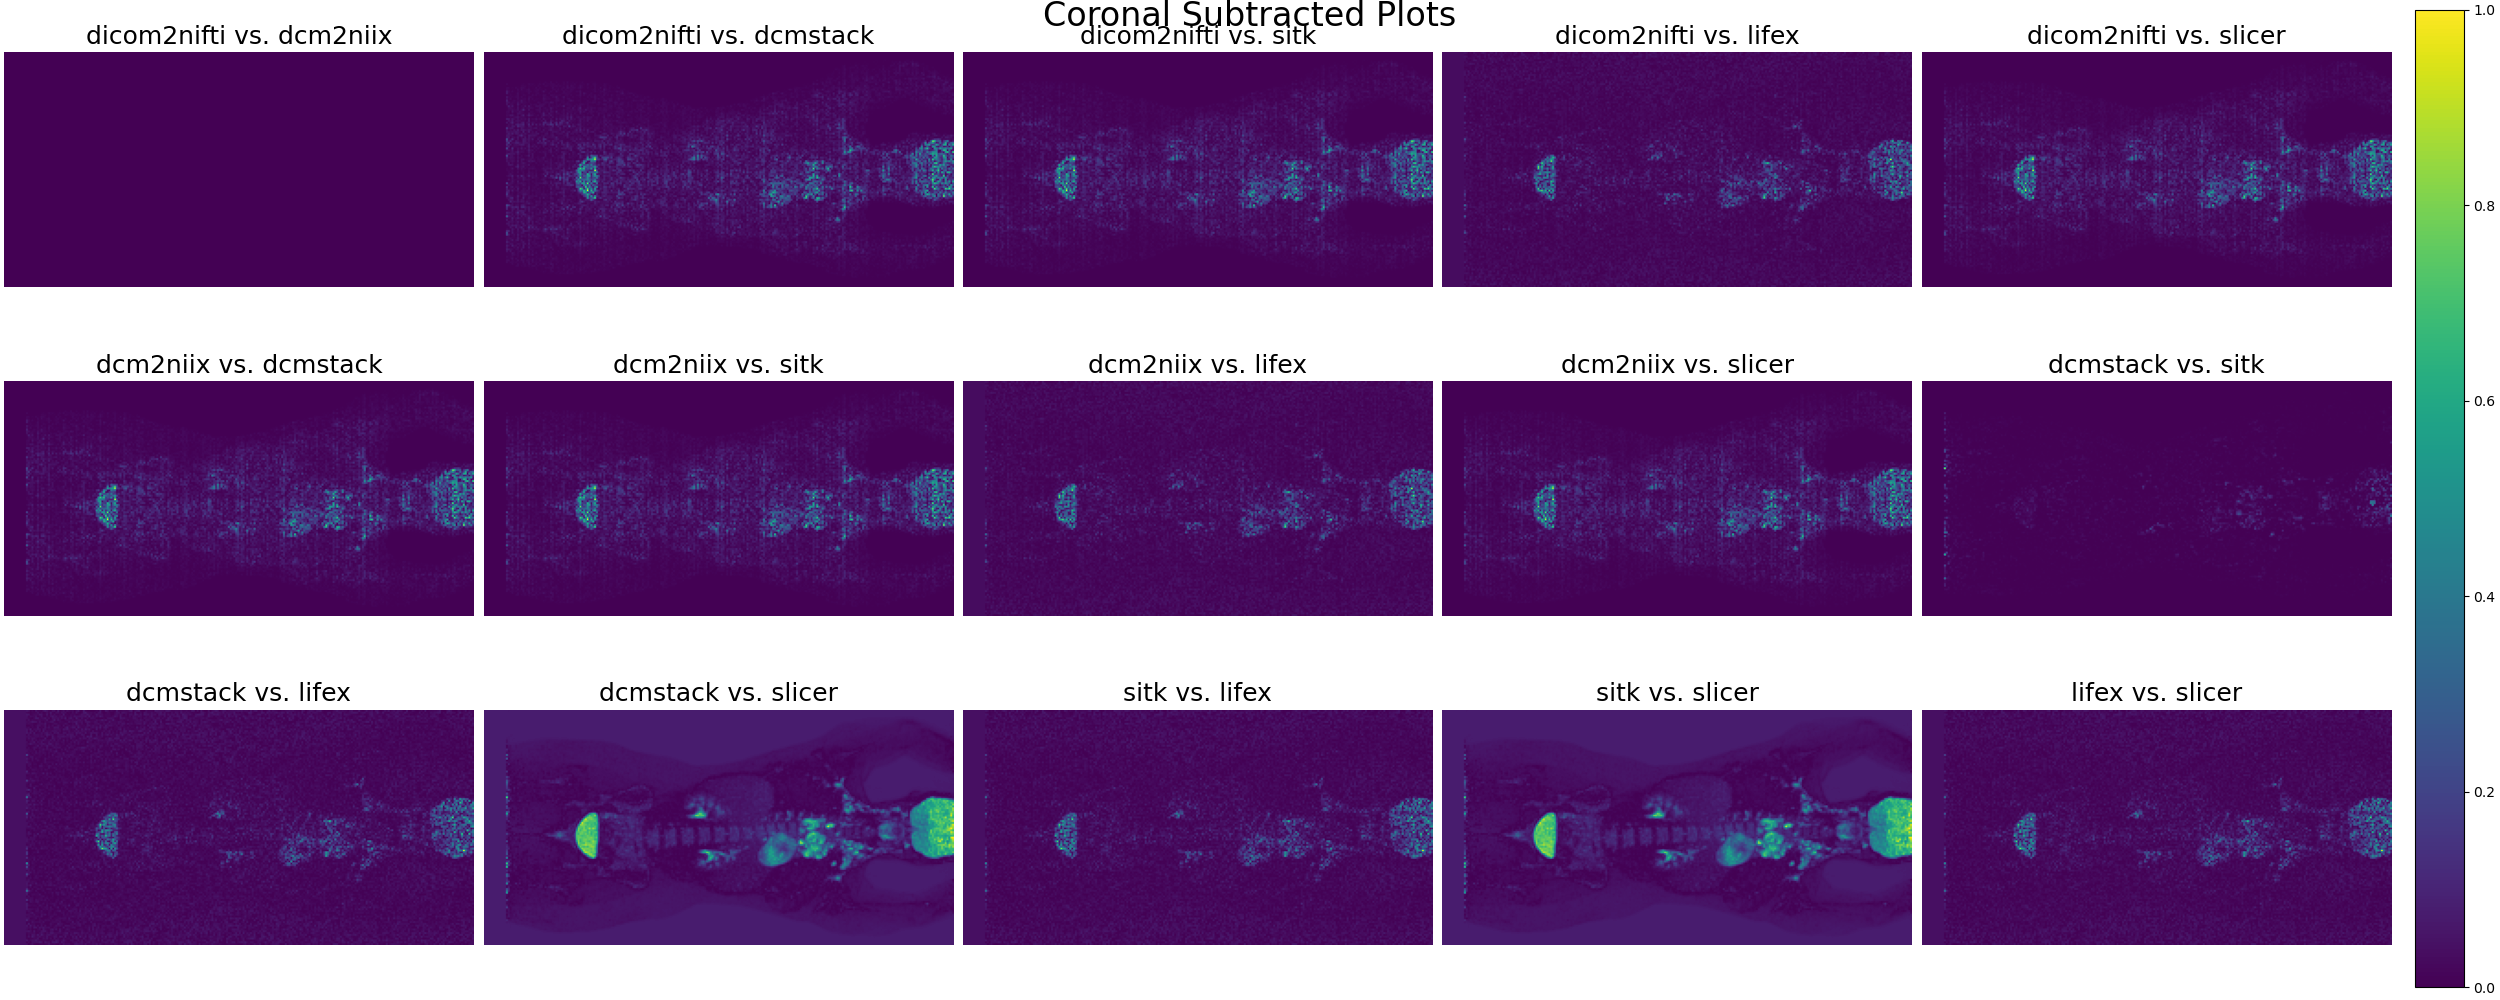 Coronal Subtracted Plots
dicom2nifti vs. dcm2niix
dicom2nifti vs. dcmstack
dicom2nifti vs. sitk
dicom2nifti vs. lifex
dicom2nifti vs. slicer
dcm2niix vs. dcmstack
dcm2niix vs. sitk
dcm2niix vs. lifex
dcm2niix vs. slicer
dcmstack vs. sitk
dcmstack vs. lifex
dcmstack vs. slicer
sitk vs. lifex
sitk vs. slicer
lifex vs. slicer
1.0
0.8
0.6
0.4
0.2
0.0